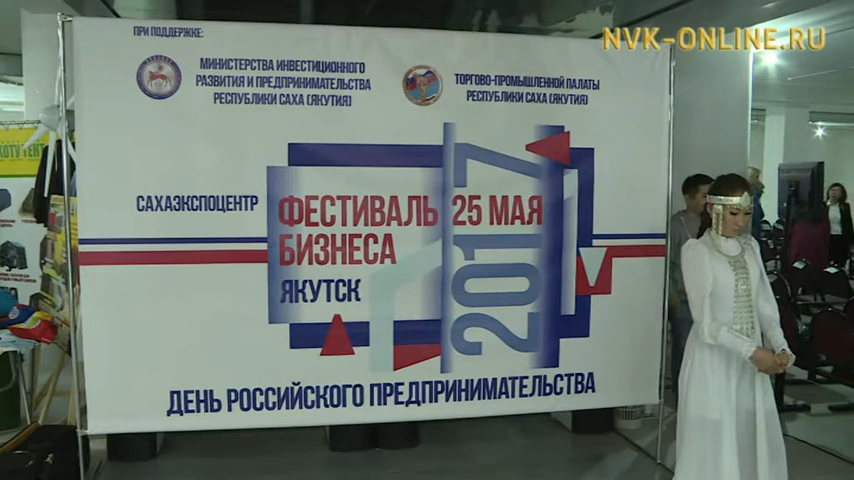 NVK-ONLINE.RU
ПРИ ПОДДЕРЖКЕ:
МИНИСТЕРСТВА ИНВЕСТИЦИОННОГО
РАЗВИТИЯ И ПРЕДПРИНИМАТЕЛЬСТВА
РЕСПУБЛИКИ САХА (ЯКУТИЯ)
ТОРГОВО-ПРОМЫШЛЕННОЙ ПАЛАТЫ
РЕСПУБЛИКИ САХА (ЯКУТИЯ)
САХАЭКСПОЦЕНТР
ФЕСТИВАЛЬ 25 МАЯ
БИЗНЕСА
ЯКУТСК
2017
ДЕНЬ РОССИЙСКОГО ПРЕДПРИНИМАТЕЛЬСТВА